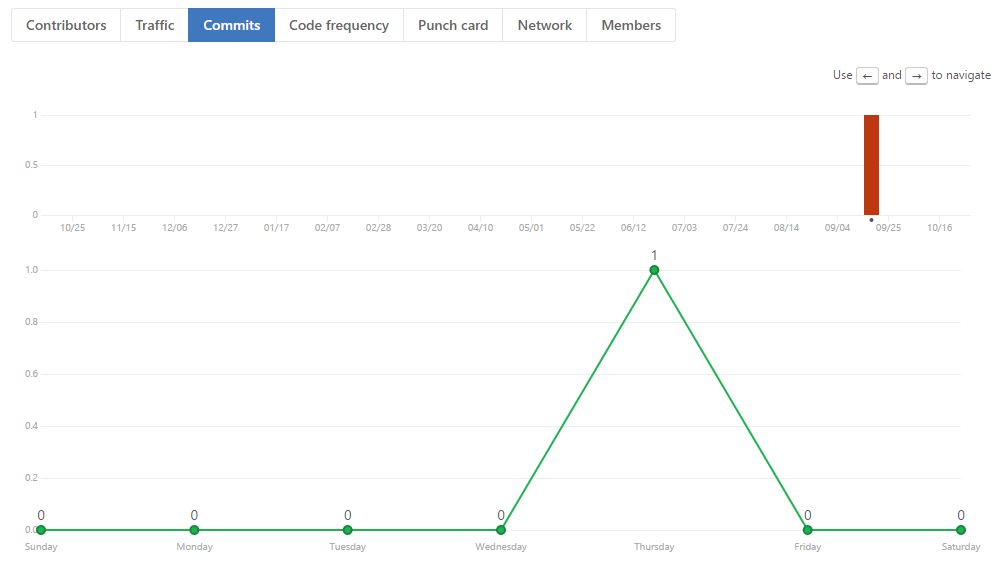 Contributors Traffic Commits Code frequency Punch card Network Members
Use ← and → to navigate
1
0.5
0
10/25 11/15 12/06 12/27 01/17 02/07 02/28 03/20 04/10 05/01 05/22 06/12 07/03 07/24 08/14 09/04 09/25 10/16
1
1.0
0.8
0.6
0.4
0.2
0 0 0 0 0 0
0.0
Sunday Monday Tuesday Wednesday Thursday Friday Saturday